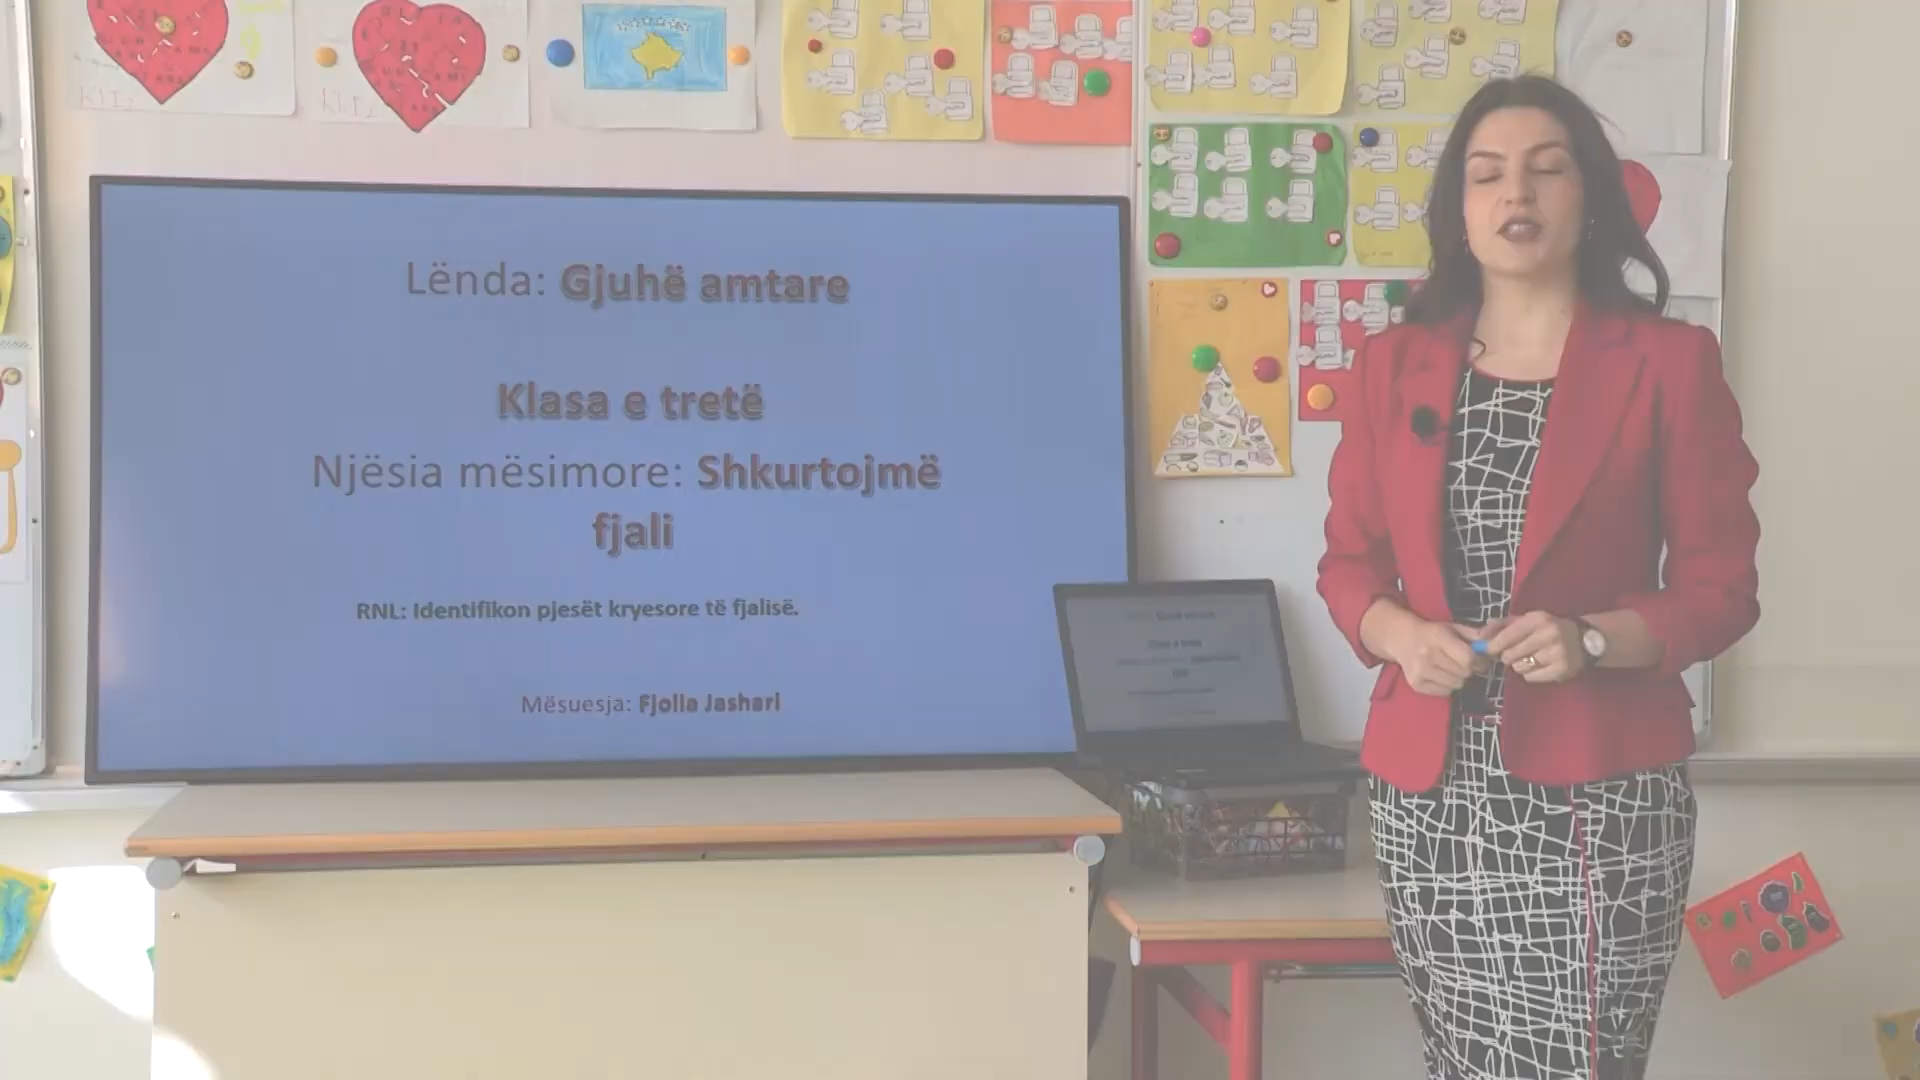 Lënda: Gjuhë amtare
Klasa e tretë
Njësia mësimore: Shkurtojmë
fjali
RNL: Identifikon pjesët kryesore të fjalisë.
Mësuesja: Fjolla Jashari